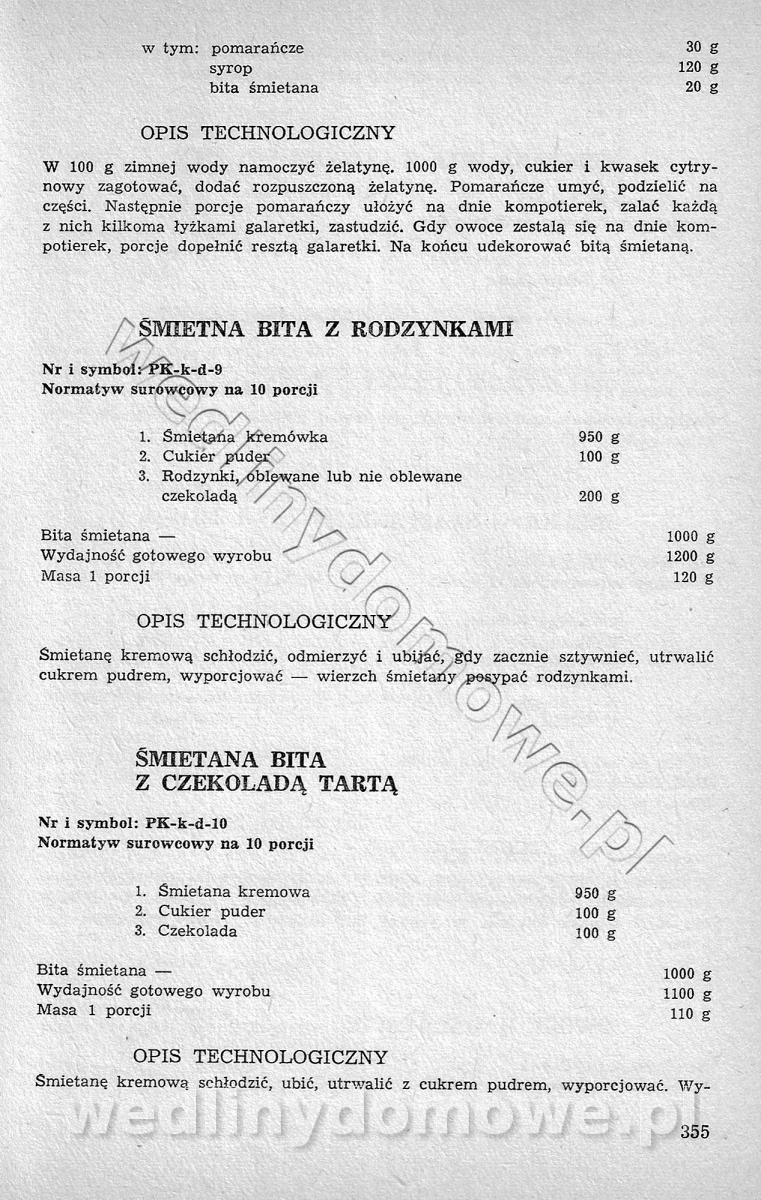 w tym: pomarańcze 30 g
syrop 120 g
bita śmietana 20 g
OPIS TECHNOLOGICZNY
W 100 g zimnej wody namoczyć żelatynę. 1000 g wody, cukier i kwasek cytry-
nowy zagotować, dodać rozpuszczoną żelatynę. Pomarańcze umyć, podzielić na
części. Następnie porcje pomarańczy ułożyć na dnie kompotierek, zalać każdą
z nich kilkoma łyżkami galaretki, zastudzić. Gdy owoce zestalą się na dnie kom-
potierek, porcje dopełnić resztą galaretki. Na końcu udekorować bitą śmietaną.
ŚMIETNA BITA Z RODZYNKAMI
Nr i symbol: PK-k-d-9
Normatyw surowcowy na 10 porcji
1. Śmietana kremówka 950 g
2. Cukier puder 100 g
3. Rodzynki, oblewane lub nie oblewane
czekoladą 200 g
Bita śmietana — 1000 g
Wydajność gotowego wyrobu 1200 g
Masa 1 porcji 120 g
OPIS TECHNOLOGICZNY
Śmietanę kremową schłodzić, odmierzyć i ubijać, gdy zacznie sztywnieć, utrwalić
cukrem pudrem, wyporcjować — wierzch śmietany posypać rodzynkami.
ŚMIETANA BITA
Z CZEKOLADĄ TARTĄ
Nr i symbol: PK-k-d-10
Normatyw surowcowy na 10 porcji
1. Śmietana kremowa 950 g
2. Cukier puder 100 g
3. Czekolada 100 g
Bita śmietana — 1000 g
Wydajność gotowego wyrobu 1100 g
Masa 1 porcji 110 g
OPIS TECHNOLOGICZNY
Śmietanę kremową schłodzić, ubić, utrwalić z cukrem pudrem, wyporcjować. Wy-
355
wedlinydomowe.pl
wedlinydomowe.pl